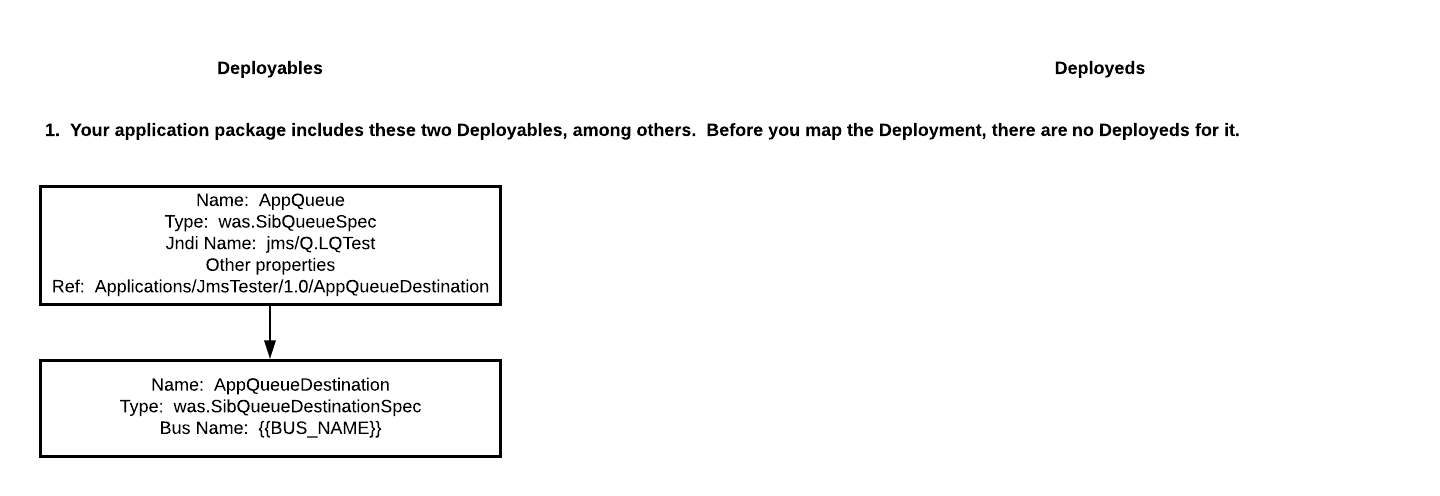 Deployables
Deployeds
1.  Your application package includes these two Deployables, among others.  Before you map the Deployment, there are no Deployeds for it.
Name:  AppQueue
Type:  was.SibQueueSpec
Jndi Name:  jms/Q.LQTest
Other properties
Ref:  Applications/JmsTester/1.0/AppQueueDestination
Name:  AppQueueDestination
Type:  was.SibQueueDestinationSpec
Bus Name:  {{BUS_NAME}}